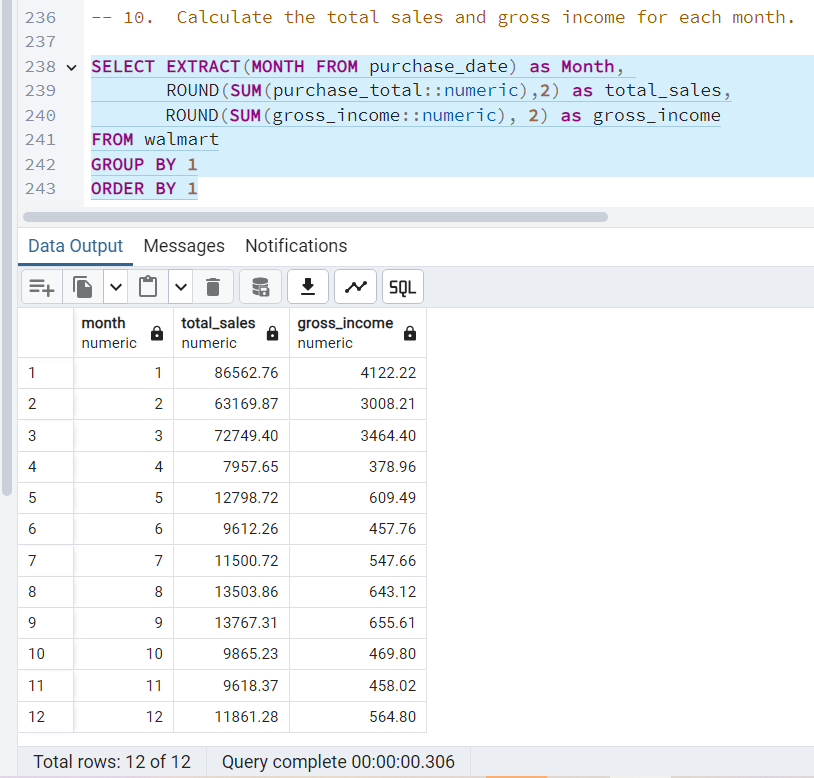 236 -- 10.  Calculate the total sales and gross income for each month.
237
238 SELECT EXTRACT(MONTH FROM purchase_date) as Month,
239 ROUND(SUM(purchase_total::numeric),2) as total_sales,
240 ROUND(SUM(gross_income::numeric), 2) as gross_income
241 FROM walmart
242 GROUP BY 1
243 ORDER BY 1
Data Output Messages Notifications
SQL
month total_sales gross_income
numeric numeric numeric
1 1 86562.76 4122.22
2 2 63169.87 3008.21
3 3 72749.40 3464.40
4 4 7957.65 378.96
5 5 12798.72 609.49
6 6 9612.26 457.76
7 7 11500.72 547.66
8 8 13503.86 643.12
9 9 13767.31 655.61
10 10 9865.23 469.80
11 11 9618.37 458.02
12 12 11861.28 564.80
Total rows: 12 of 12 Query complete 00:00:00.306